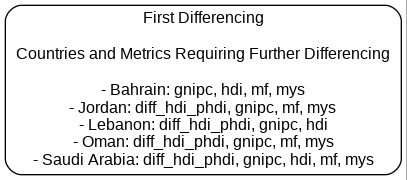 First Differencing
Countries and Metrics Requiring Further Differencing
- Bahrain: gnipc, hdi, mf, mys
- Jordan: diff_hdi_phdi, gnipc, mf, mys
- Lebanon: diff_hdi_phdi, gnipc, hdi
- Oman: diff_hdi_phdi, gnipc, mf, mys
- Saudi Arabia: diff_hdi_phdi, gnipc, hdi, mf, mys